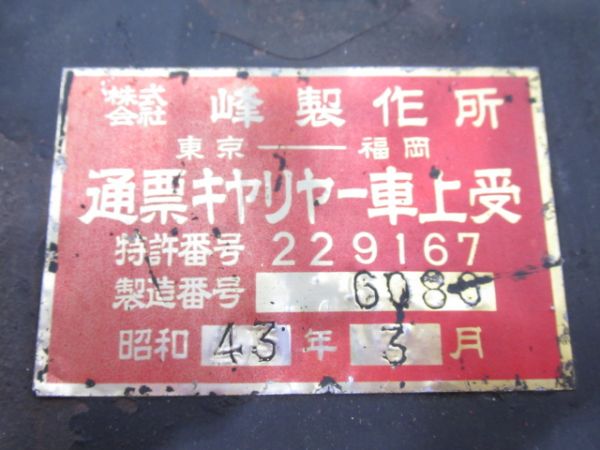 株式会社 峰製作所
東京 ― 福岡
通票キヤリヤー車上受
特許番号 229167
製造番号 6080
昭和 43 年 3 月